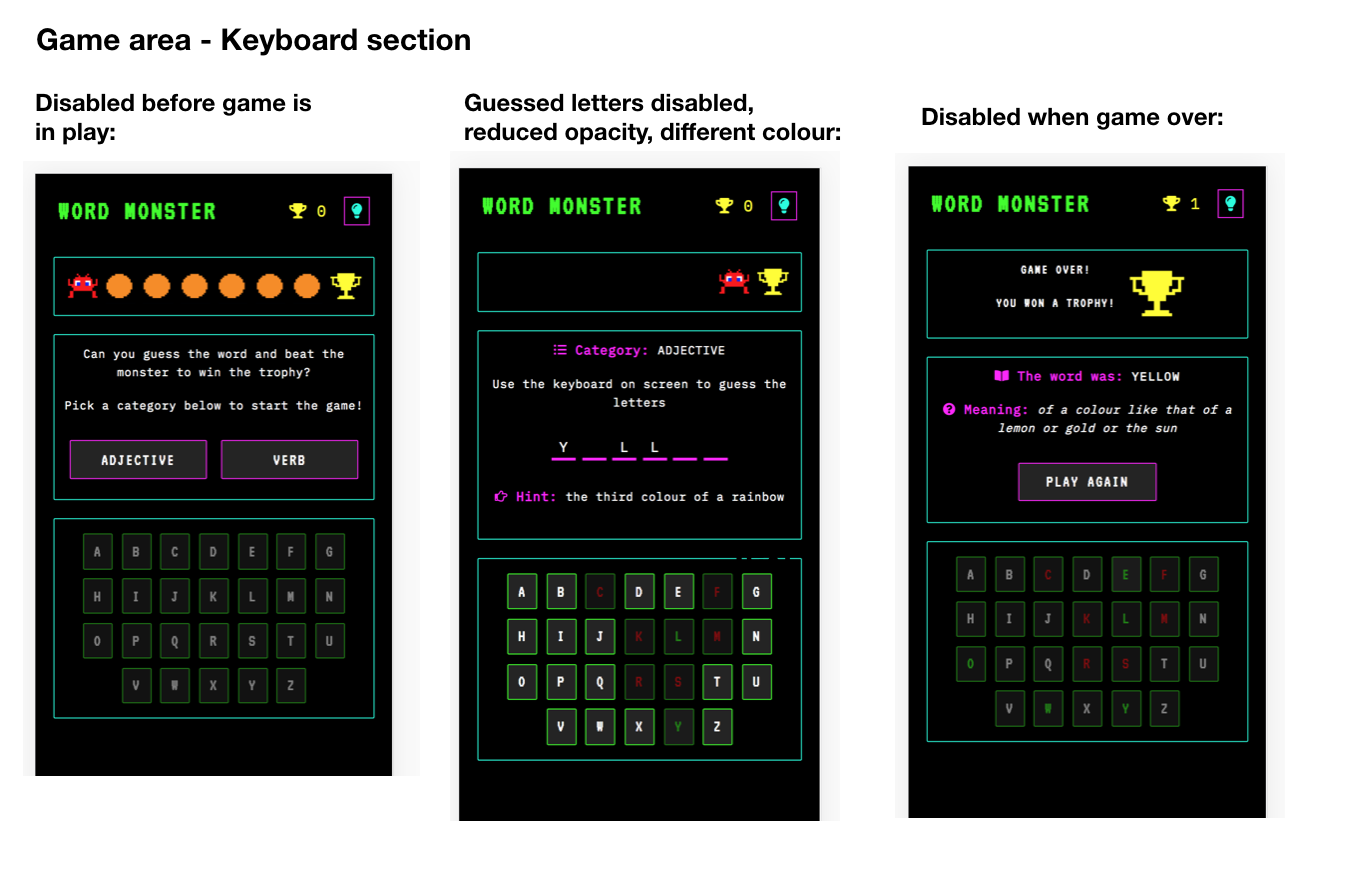 Game area - Keyboard section
Disabled before game is
in play:
WORD MONSTER
0
Can you guess the word and beat the
monster to win the trophy?
Pick a category below to start the game!
ADJECTIVE VERB
A B C D E F G
H I J K L M N
O P Q R S T U
V W X Y Z
Guessed letters disabled,
reduced opacity, different colour:
WORD MONSTER
0
Category: ADJECTIVE
Use the keyboard on screen to guess the
letters
Y L L
Hint: the third colour of a rainbow
A B C D E F G
H I J K L M N
O P Q R S T U
V W X Y Z
Disabled when game over:
WORD MONSTER
1
GAME OVER!
YOU WON A TROPHY!
The word was: YELLOW
Meaning: of a colour like that of a
lemon or gold or the sun
PLAY AGAIN
A B C D E F G
H I J K L M N
O P Q R S T U
V W X Y Z